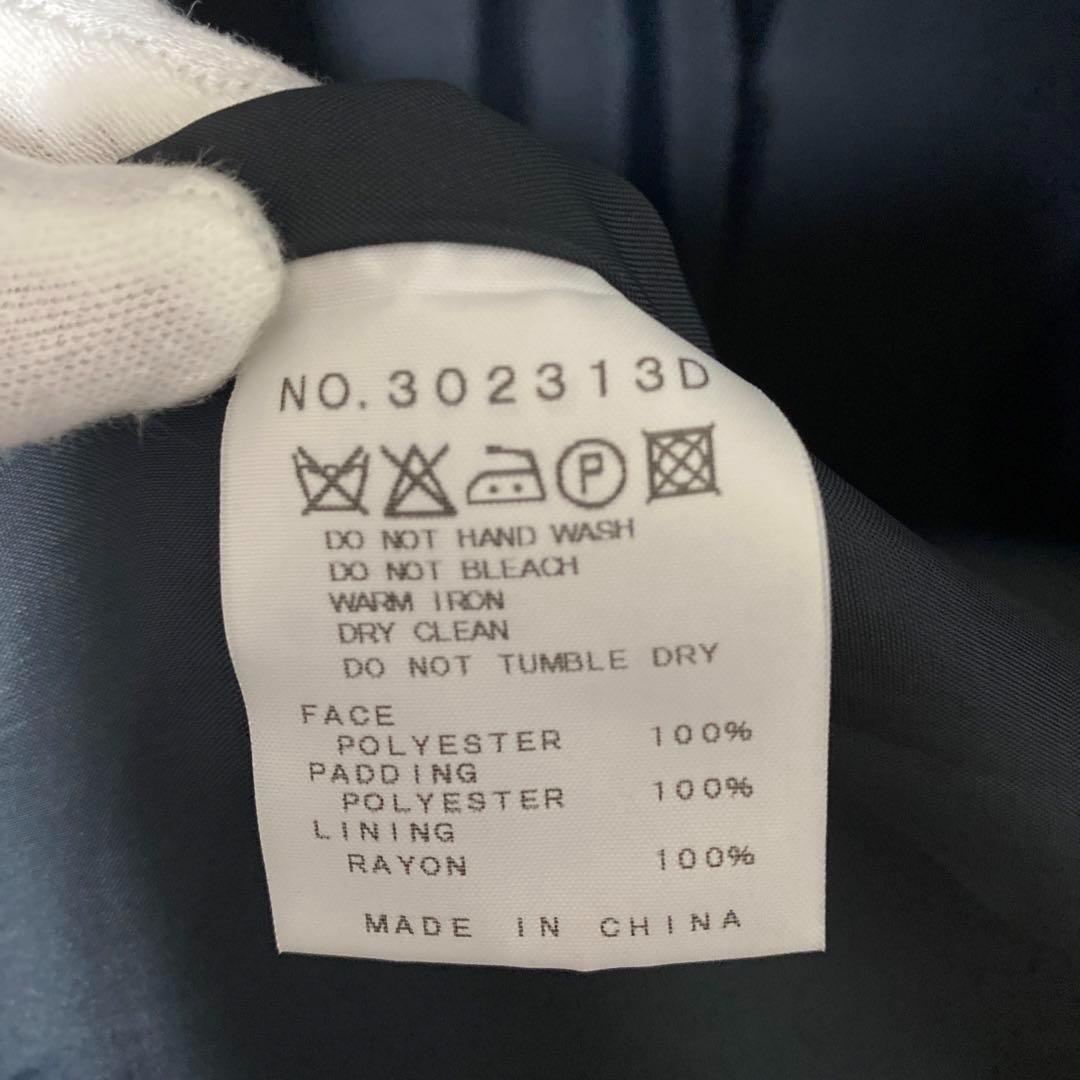 NO.302313D
P
DO NOT HAND WASH
DO NOT BLEACH
WARM IRON
DRY CLEAN
DO NOT TUMBLE DRY
FACE
POLYESTER 100%
PADDING
POLYESTER 100%
LINING
RAYON 100%
MADE IN CHINA